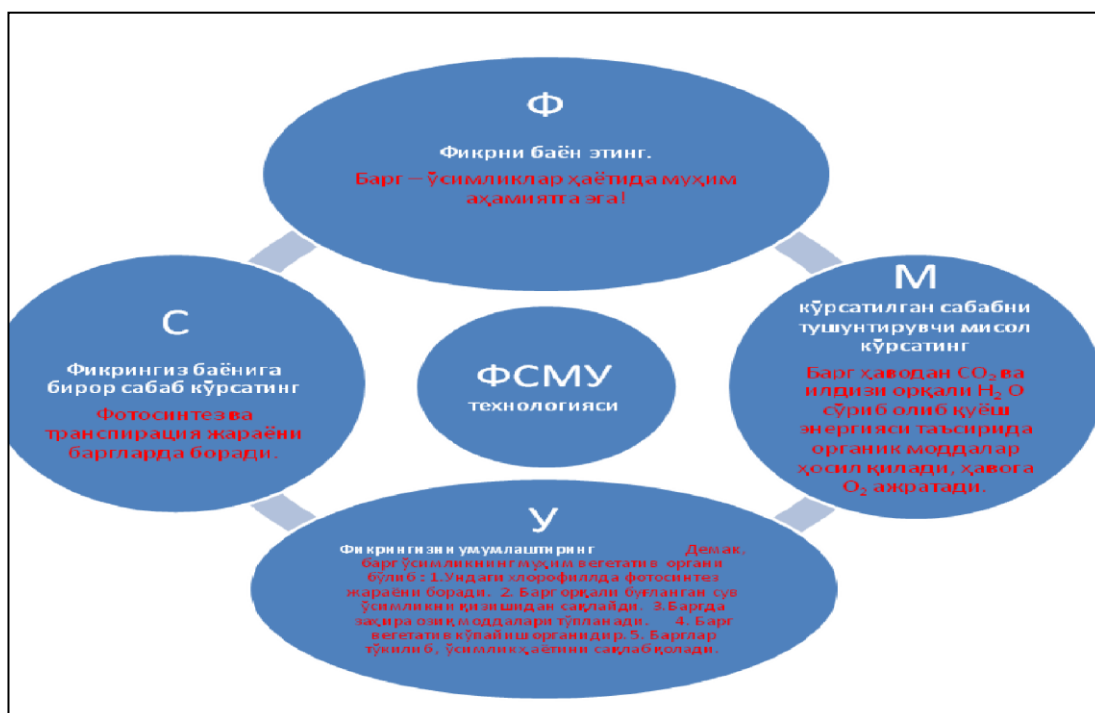 Ф
Фикрни баён этинг.
Барг – ўсимликлар ҳаётида муҳим
аҳамиятга эга!
С
Фикрингиз баёнига
бирор сабаб кўрсатинг
Фотосинтез ва
транспирация жараёни
баргларда боради.
ФСМУ
технологияси
М
кўрсатилган сабабни
тушунтирувчи мисол
кўрсатинг
Барг ҳаводан CO₂ ва
илдизи орқали H₂ O
сўриб олиб қуёш
энергияси таъсирида
органик моддалар
ҳосил қилади, ҳавога
O₂ ажратади.
У
Фикрингизни умумлаштиринг Демак,
барг ўсимликнинг муҳим вегетатив органи
бўлиб : 1.Ундаги хлорофиллда фотосинтез
жараёни боради. 2. Барг орқали буғланган сув
ўсимликни қизишидан сақлайди. 3.Баргда
заҳира озиқ моддалари тўпланади. 4. Барг
вегетатив кўпайиш органидир. 5. Барглар
тўкилиб, ўсимлик ҳаётини сақлаб қолади.